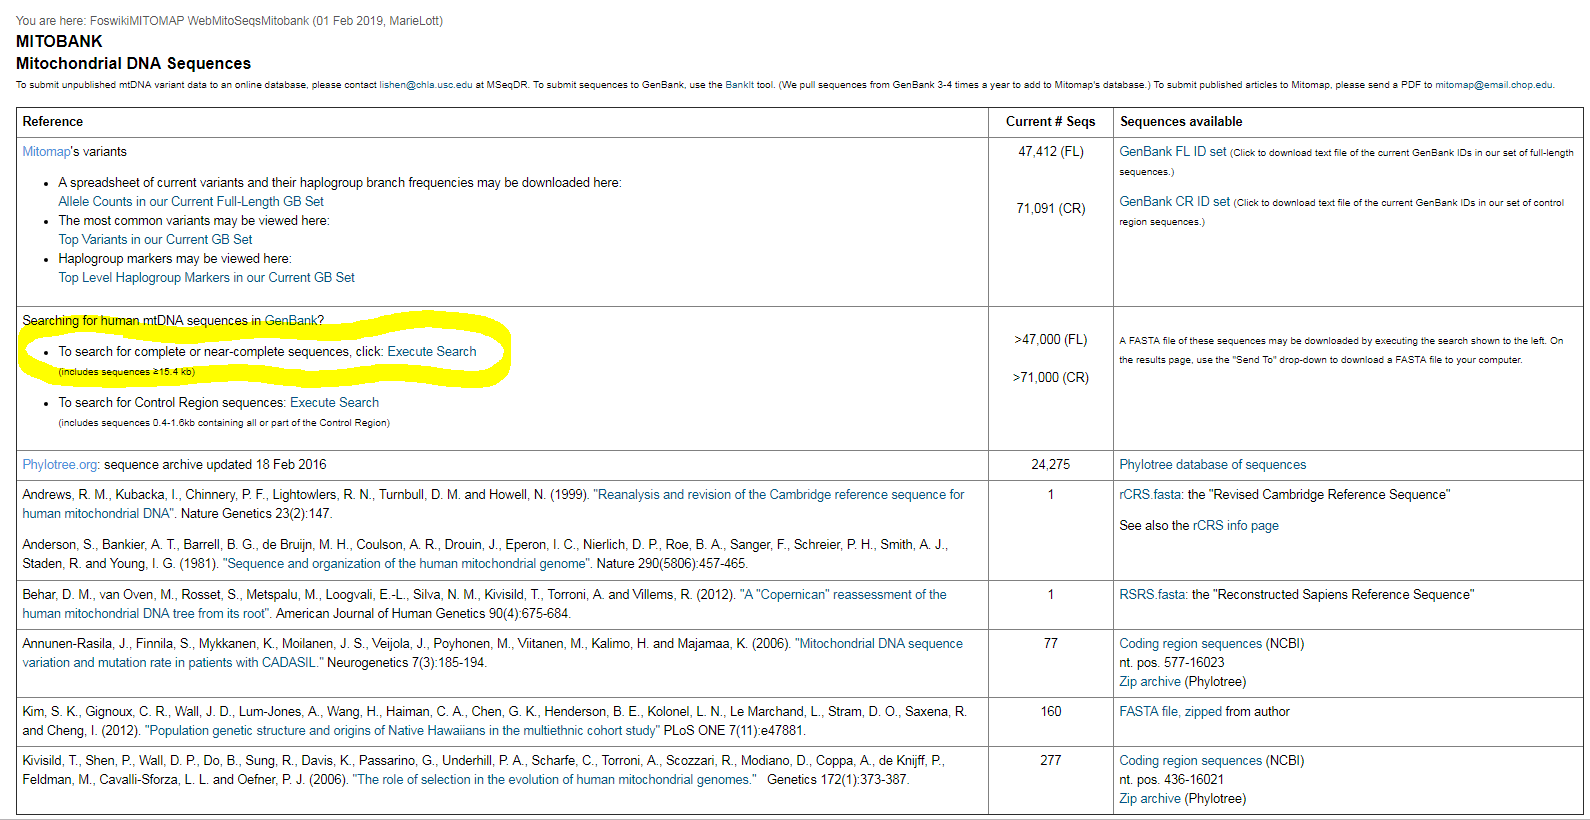 You are here: FoswikiMITOMAP WebMitoSeqsMitobank (01 Feb 2019, MarieLott)
MITOBANK
Mitochondrial DNA Sequences
To submit unpublished mtDNA variant data to an online database, please contact lishen@chla.usc.edu at MSeqDR. To submit sequences to GenBank, use the BankIt tool. (We pull sequences from GenBank 3-4 times a year to add to Mitomap's database.) To submit published articles to Mitomap, please send a PDF to mitomap@email.chop.edu.
Reference Current # Seqs Sequences available
Mitomap's variants
• A spreadsheet of current variants and their haplogroup branch frequencies may be downloaded here:
Allele Counts in our Current Full-Length GB Set
• The most common variants may be viewed here:
Top Variants in our Current GB Set
• Haplogroup markers may be viewed here:
Top Level Haplogroup Markers in our Current GB Set
47,412 (FL)
71,091 (CR)
GenBank FL ID set (Click to download text file of the current GenBank IDs in our set of full-length
sequences.)
GenBank CR ID set (Click to download text file of the current GenBank IDs in our set of control
region sequences.)
Searching for human mtDNA sequences in GenBank?
• To search for complete or near-complete sequences, click: Execute Search
(includes sequences ≥15.4 kb)
• To search for Control Region sequences: Execute Search
(includes sequences 0.4-1.6kb containing all or part of the Control Region)
>47,000 (FL)
>71,000 (CR)
A FASTA file of these sequences may be downloaded by executing the search shown to the left. On
the results page, use the "Send To" drop-down to download a FASTA file to your computer.
Phylotree.org: sequence archive updated 18 Feb 2016 24,275 Phylotree database of sequences
Andrews, R. M., Kubacka, I., Chinnery, P. F., Lightowlers, R. N., Turnbull, D. M. and Howell, N. (1999). "Reanalysis and revision of the Cambridge reference sequence for
human mitochondrial DNA". Nature Genetics 23(2):147.
Anderson, S., Bankier, A. T., Barrell, B. G., de Bruijn, M. H., Coulson, A. R., Drouin, J., Eperon, I. C., Nierlich, D. P., Roe, B. A., Sanger, F., Schreier, P. H., Smith, A. J.,
Staden, R. and Young, I. G. (1981). "Sequence and organization of the human mitochondrial genome". Nature 290(5806):457-465.
1
rCRS.fasta: the "Revised Cambridge Reference Sequence"
See also the rCRS info page
Behar, D. M., van Oven, M., Rosset, S., Metspalu, M., Loogvali, E.-L., Silva, N. M., Kivisild, T., Torroni, A. and Villems, R. (2012). "A "Copernican" reassessment of the
human mitochondrial DNA tree from its root". American Journal of Human Genetics 90(4):675-684.
1
RSRS.fasta: the "Reconstructed Sapiens Reference Sequence"
Annunen-Rasila, J., Finnila, S., Mykkanen, K., Moilanen, J. S., Veijola, J., Poyhonen, M., Viitanen, M., Kalimo, H. and Majamaa, K. (2006). "Mitochondrial DNA sequence
variation and mutation rate in patients with CADASIL." Neurogenetics 7(3):185-194.
77
Coding region sequences (NCBI)
nt. pos. 577-16023
Zip archive (Phylotree)
Kim, S. K., Gignoux, C. R., Wall, J. D., Lum-Jones, A., Wang, H., Haiman, C. A., Chen, G. K., Henderson, B. E., Kolonel, L. N., Le Marchand, L., Stram, D. O., Saxena, R.
and Cheng, I. (2012). "Population genetic structure and origins of Native Hawaiians in the multiethnic cohort study" PLoS ONE 7(11):e47881.
160
FASTA file, zipped from author
Kivisild, T., Shen, P., Wall, D. P., Do, B., Sung, R., Davis, K., Passarino, G., Underhill, P. A., Scharfe, C., Torroni, A., Scozzari, R., Modiano, D., Coppa, A., de Knijff, P.,
Feldman, M., Cavalli-Sforza, L. L. and Oefner, P. J. (2006). "The role of selection in the evolution of human mitochondrial genomes." Genetics 172(1):373-387.
277
Coding region sequences (NCBI)
nt. pos. 436-16021
Zip archive (Phylotree)